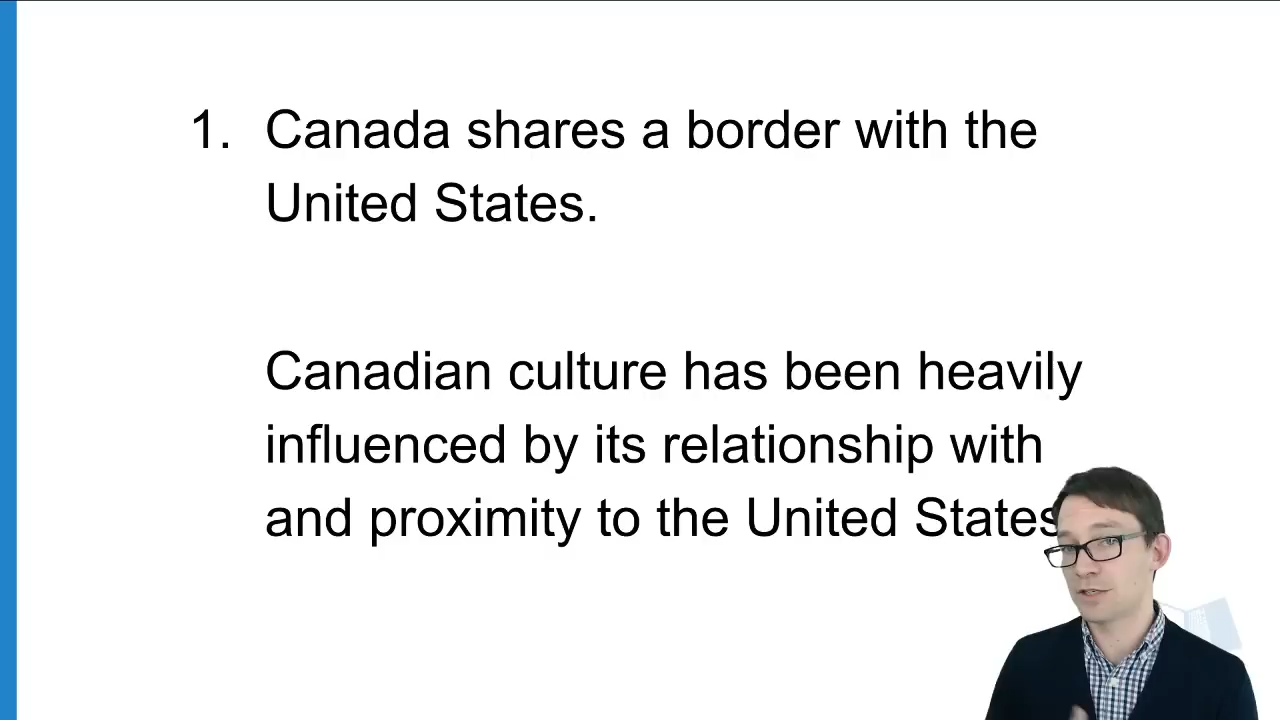 1. Canada shares a border with the
United States.
Canadian culture has been heavily
influenced by its relationship with
and proximity to the United States